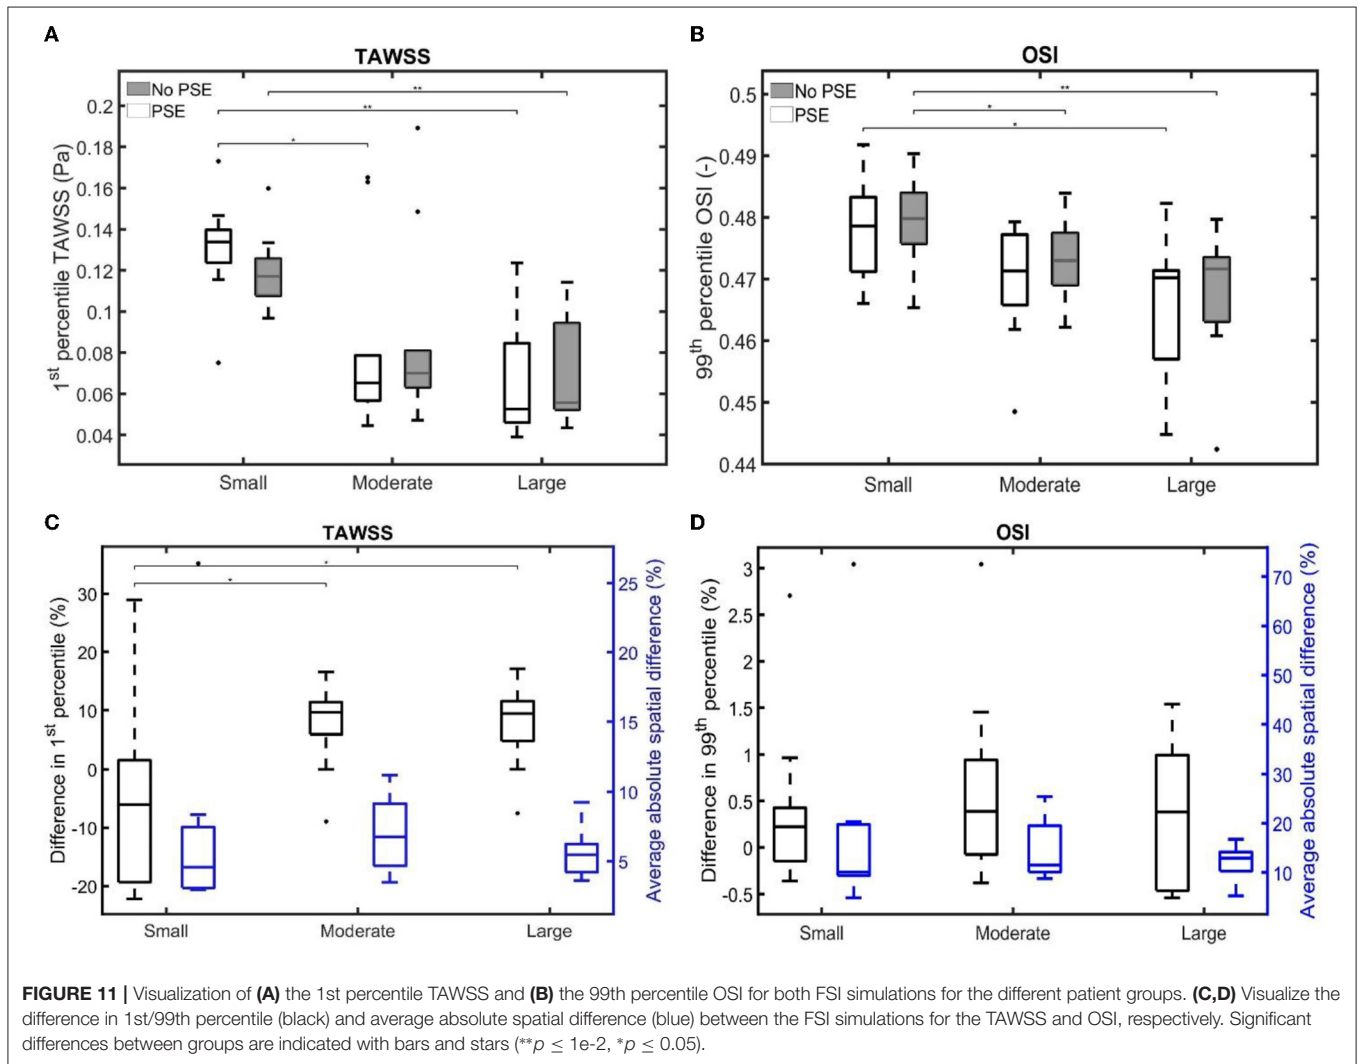 A
TAWSS
No PSE
PSE
**
**
*
1st percentile TAWSS (Pa)
0.2
0.18
0.16
0.14
0.12
0.1
0.08
0.06
0.04
Small Moderate Large
B
OSI
No PSE
PSE
**
*
*
99th percentile OSI (-)
0.5
0.49
0.48
0.47
0.46
0.45
0.44
Small Moderate Large
C
TAWSS
*
*
Difference in 1st percentile (%)
30
20
10
0
-10
-20
Average absolute spatial difference (%)
25
20
15
10
5
Small Moderate Large
D
OSI
Difference in 99th percentile (%)
3
2.5
2
1.5
1
0.5
0
-0.5
Average absolute spatial difference (%)
70
60
50
40
30
20
10
Small Moderate Large
FIGURE 11 | Visualization of (A) the 1st percentile TAWSS and (B) the 99th percentile OSI for both FSI simulations for the different patient groups. (C,D) Visualize the
difference in 1st/99th percentile (black) and average absolute spatial difference (blue) between the FSI simulations for the TAWSS and OSI, respectively. Significant
differences between groups are indicated with bars and stars (**p ≤ 1e-2, *p ≤ 0.05).